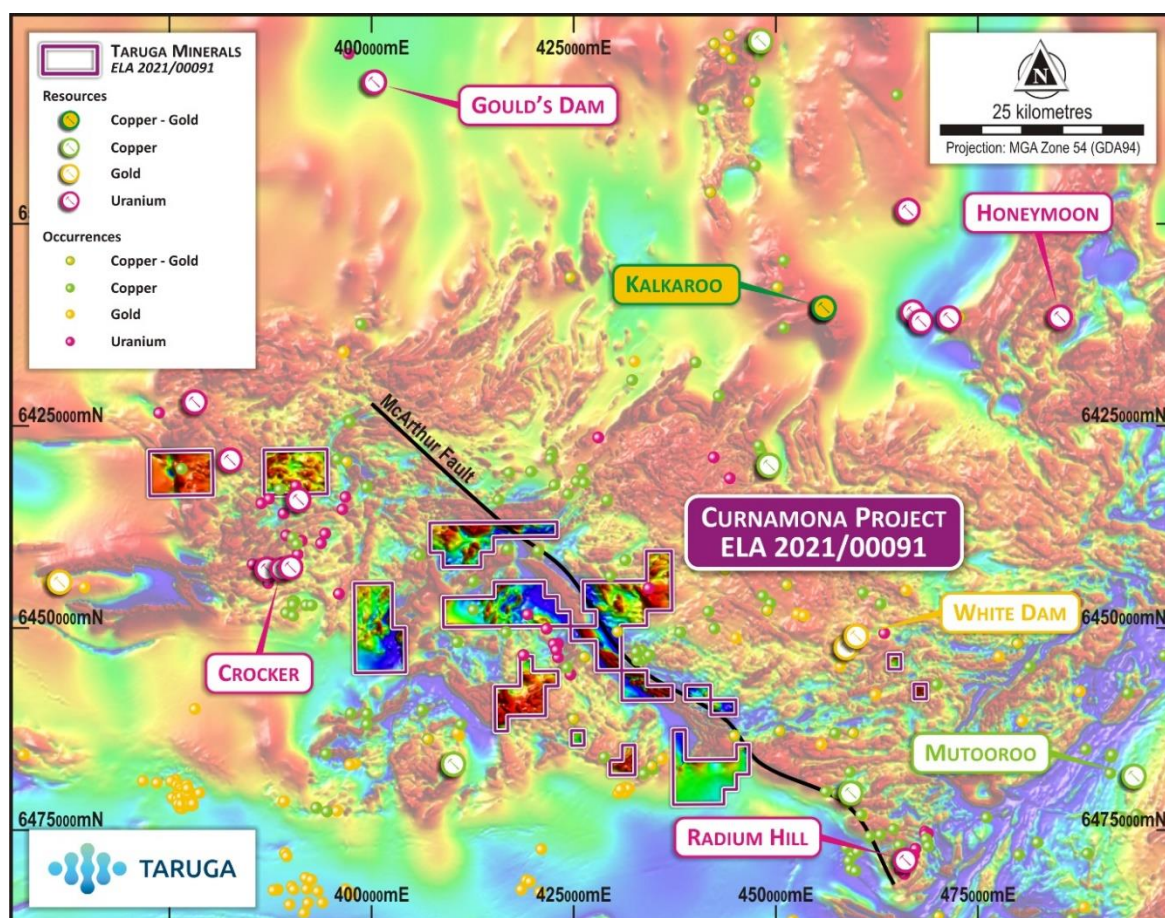 TARUGA MINERALS
ELA 2021/00091
Resources
Copper - Gold
Copper
Gold
Uranium
Occurrences
Copper - Gold
Copper
Gold
Uranium
400000mE
425000mE
N
25 kilometres
Projection: MGA Zone 54 (GDA94)
GOULD'S DAM
HONEYMOON
KALKAROO
6425000mN
6425000mN
McArthur Fault
CURNAMONA PROJECT
ELA 2021/00091
6450000mN
WHITE DAM
6450000mN
CROCKER
MUTOOROO
6475000mN
6475000mN
RADIUM HILL
TARUGA
400000mE
425000mE
450000mE
475000mE